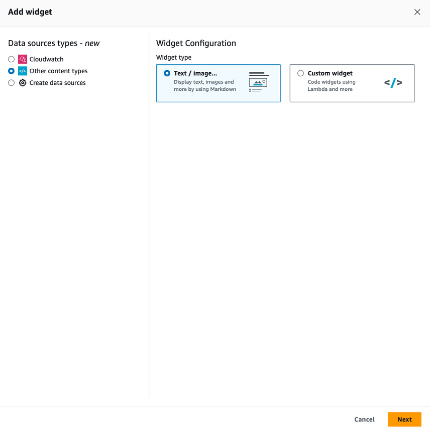 Add widget
Data sources types - new
Cloudwatch
Other content types
Create data sources
Widget Configuration
Widget type
Text / image...
Display text, images and
more by using Markdown
Custom widget
Code widgets using
Lambda and more
</>
Cancel
Next